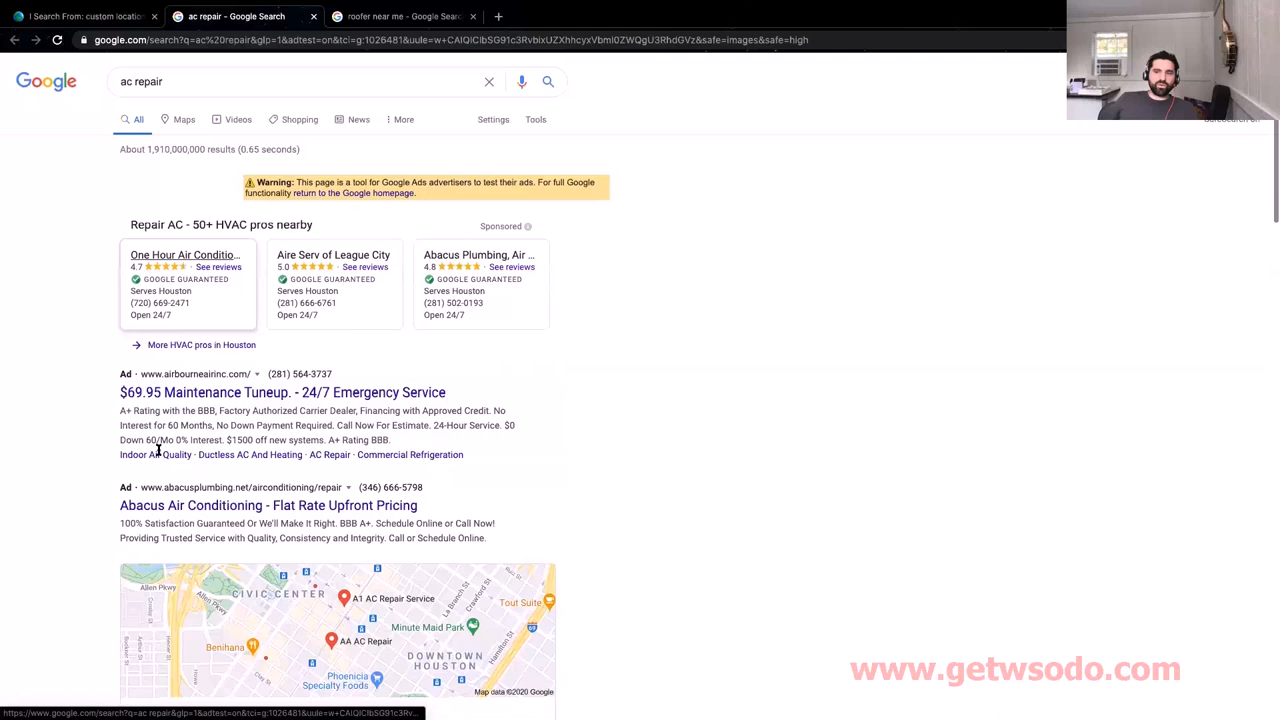 I Search From: custom location
ac repair - Google Search
roofer near me - Google Searc
google.com/search?q=ac%20repair&glp=1&adtest=on&tci=g:1026481&uule=w+CAIQICIbSG91c3RvbixUZXhhcyxVbml0ZWQgU3RhdGVz&safe=images&safe=high
Google
ac repair
All
Maps
Videos
Shopping
News
More
Settings
Tools
About 1,910,000,000 results (0.65 seconds)
Warning: This page is a tool for Google Ads advertisers to test their ads. For full Google
functionality return to the Google homepage.
Repair AC - 50+ HVAC pros nearby
Sponsored
One Hour Air Conditio...
4.7 · See reviews
GOOGLE GUARANTEED
Serves Houston
(720) 669-2471
Open 24/7
Aire Serv of League City
5.0 · See reviews
GOOGLE GUARANTEED
Serves Houston
(281) 666-6761
Open 24/7
Abacus Plumbing, Air ...
4.8 · See reviews
GOOGLE GUARANTEED
Serves Houston
(281) 502-0193
Open 24/7
More HVAC pros in Houston
Ad · www.airbourneairinc.com/ (281) 564-3737
$69.95 Maintenance Tuneup. - 24/7 Emergency Service
A+ Rating with the BBB, Factory Authorized Carrier Dealer, Financing with Approved Credit. No
Interest for 60 Months, No Down Payment Required. Call Now For Estimate. 24-Hour Service. $0
Down 60/Mo 0% Interest. $1500 off new systems. A+ Rating BBB.
Indoor Air Quality · Ductless AC And Heating · AC Repair · Commercial Refrigeration
Ad · www.abacusplumbing.net/airconditioning/repair (346) 666-5798
Abacus Air Conditioning - Flat Rate Upfront Pricing
100% Satisfaction Guaranteed Or We'll Make It Right. BBB A+. Schedule Online or Call Now!
Providing Trusted Service with Quality, Consistency and Integrity. Call or Schedule Online.
Allen Pkwy
Allen Pkwy
CIVIC CENTER
A1 AC Repair Service
La Branch St
Crawford St
Tout Suite
AA AC Repair
Minute Maid Park
Hamilton St
Benihana
Clay St
DOWNTOWN
HOUSTON
Phoenicia
Specialty Foods
Map data ©2020 Google
www.getwsodo.com
https://www.google.com/search?q=ac repair&glp=1&adtest=on&tci=g:1026481&uule=w+CAIQICIbSG91c3Rv...